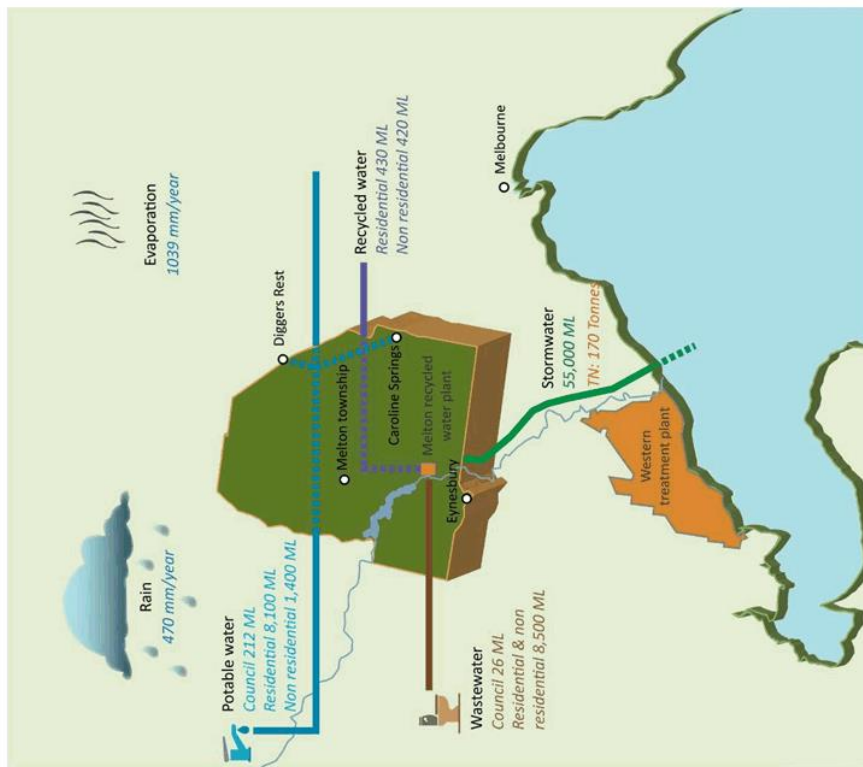 Rain
470 mm/year
Evaporation
1039 mm/year
Potable water
Council 212 ML
Residential 8,100 ML
Non residential 1,400 ML
Diggers Rest
Melton township
Recycled water
Residential 430 ML
Non residential 420 ML
Caroline Springs
Melton recycled
water plant
Wastewater
Council 26 ML
Residential & non
residential 8,500 ML
Eynesbury
Melbourne
Stormwater
55,000 ML
TN: 170 Tonnes
Western
treatment plant